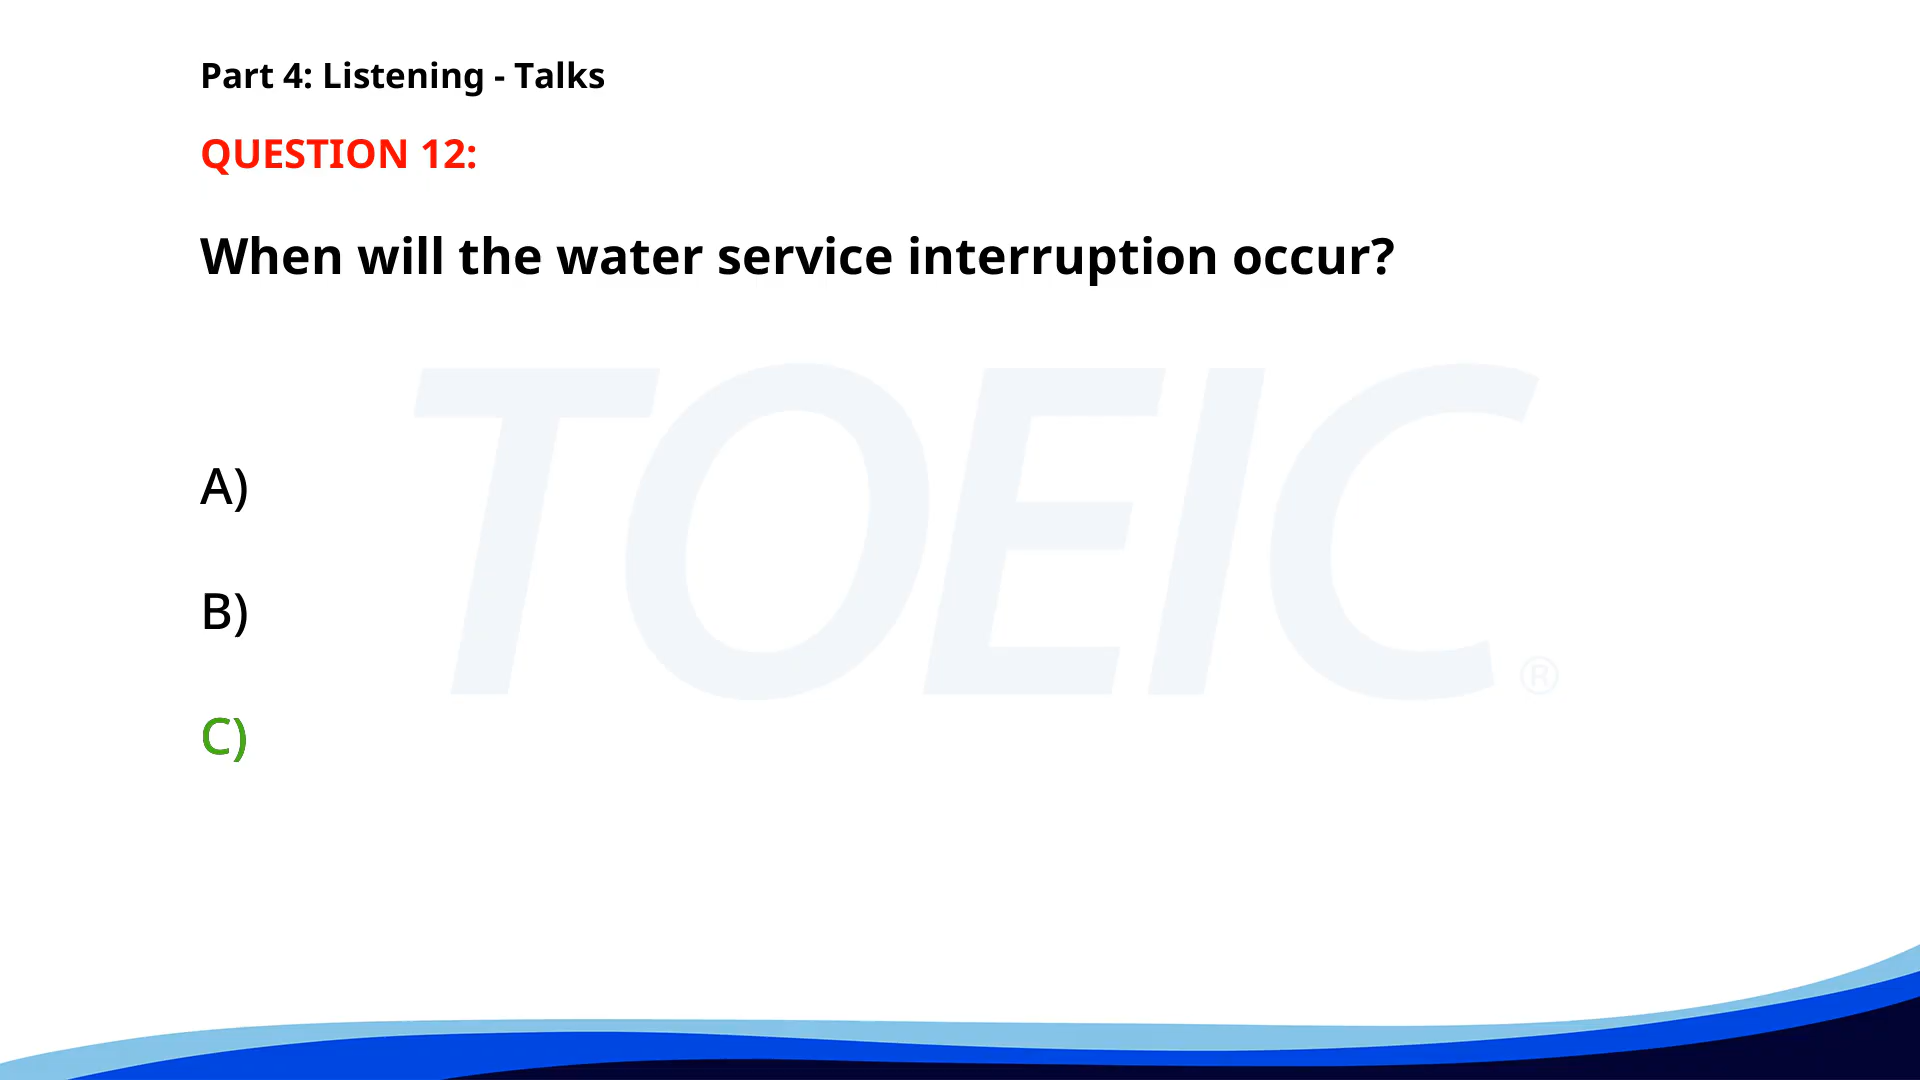 Part 4: Listening - Talks
QUESTION 12:
When will the water service interruption occur?
TOEIC®
A)
B)
C)